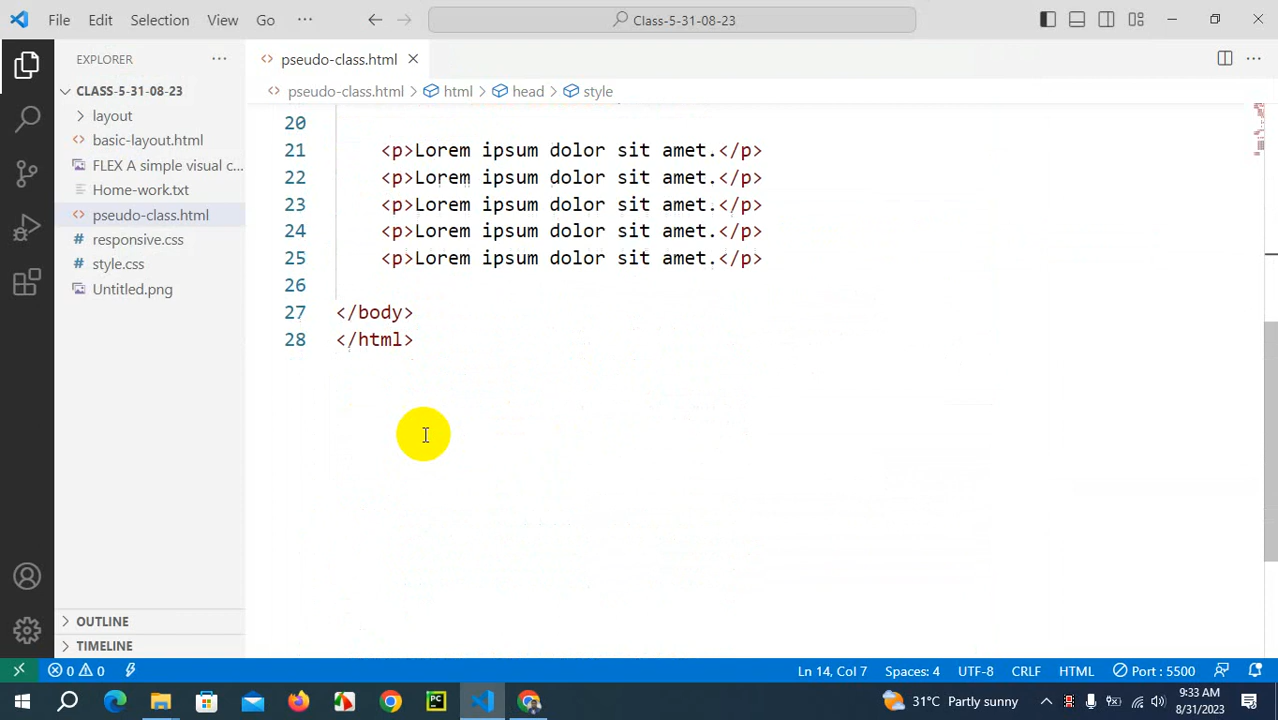 File Edit Selection View Go ··· Class-5-31-08-23
EXPLORER ···
pseudo-class.html
CLASS-5-31-08-23
pseudo-class.html > html > head > style
layout
basic-layout.html
FLEX A simple visual c...
Home-work.txt
pseudo-class.html
responsive.css
style.css
Untitled.png
20
21 <p>Lorem ipsum dolor sit amet.</p>
22 <p>Lorem ipsum dolor sit amet.</p>
23 <p>Lorem ipsum dolor sit amet.</p>
24 <p>Lorem ipsum dolor sit amet.</p>
25 <p>Lorem ipsum dolor sit amet.</p>
26
27 </body>
28 </html>
OUTLINE
TIMELINE
0 0 Ln 14, Col 7 Spaces: 4 UTF-8 CRLF HTML Port : 5500
PC 31°C Partly sunny 9:33 AM
8/31/2023